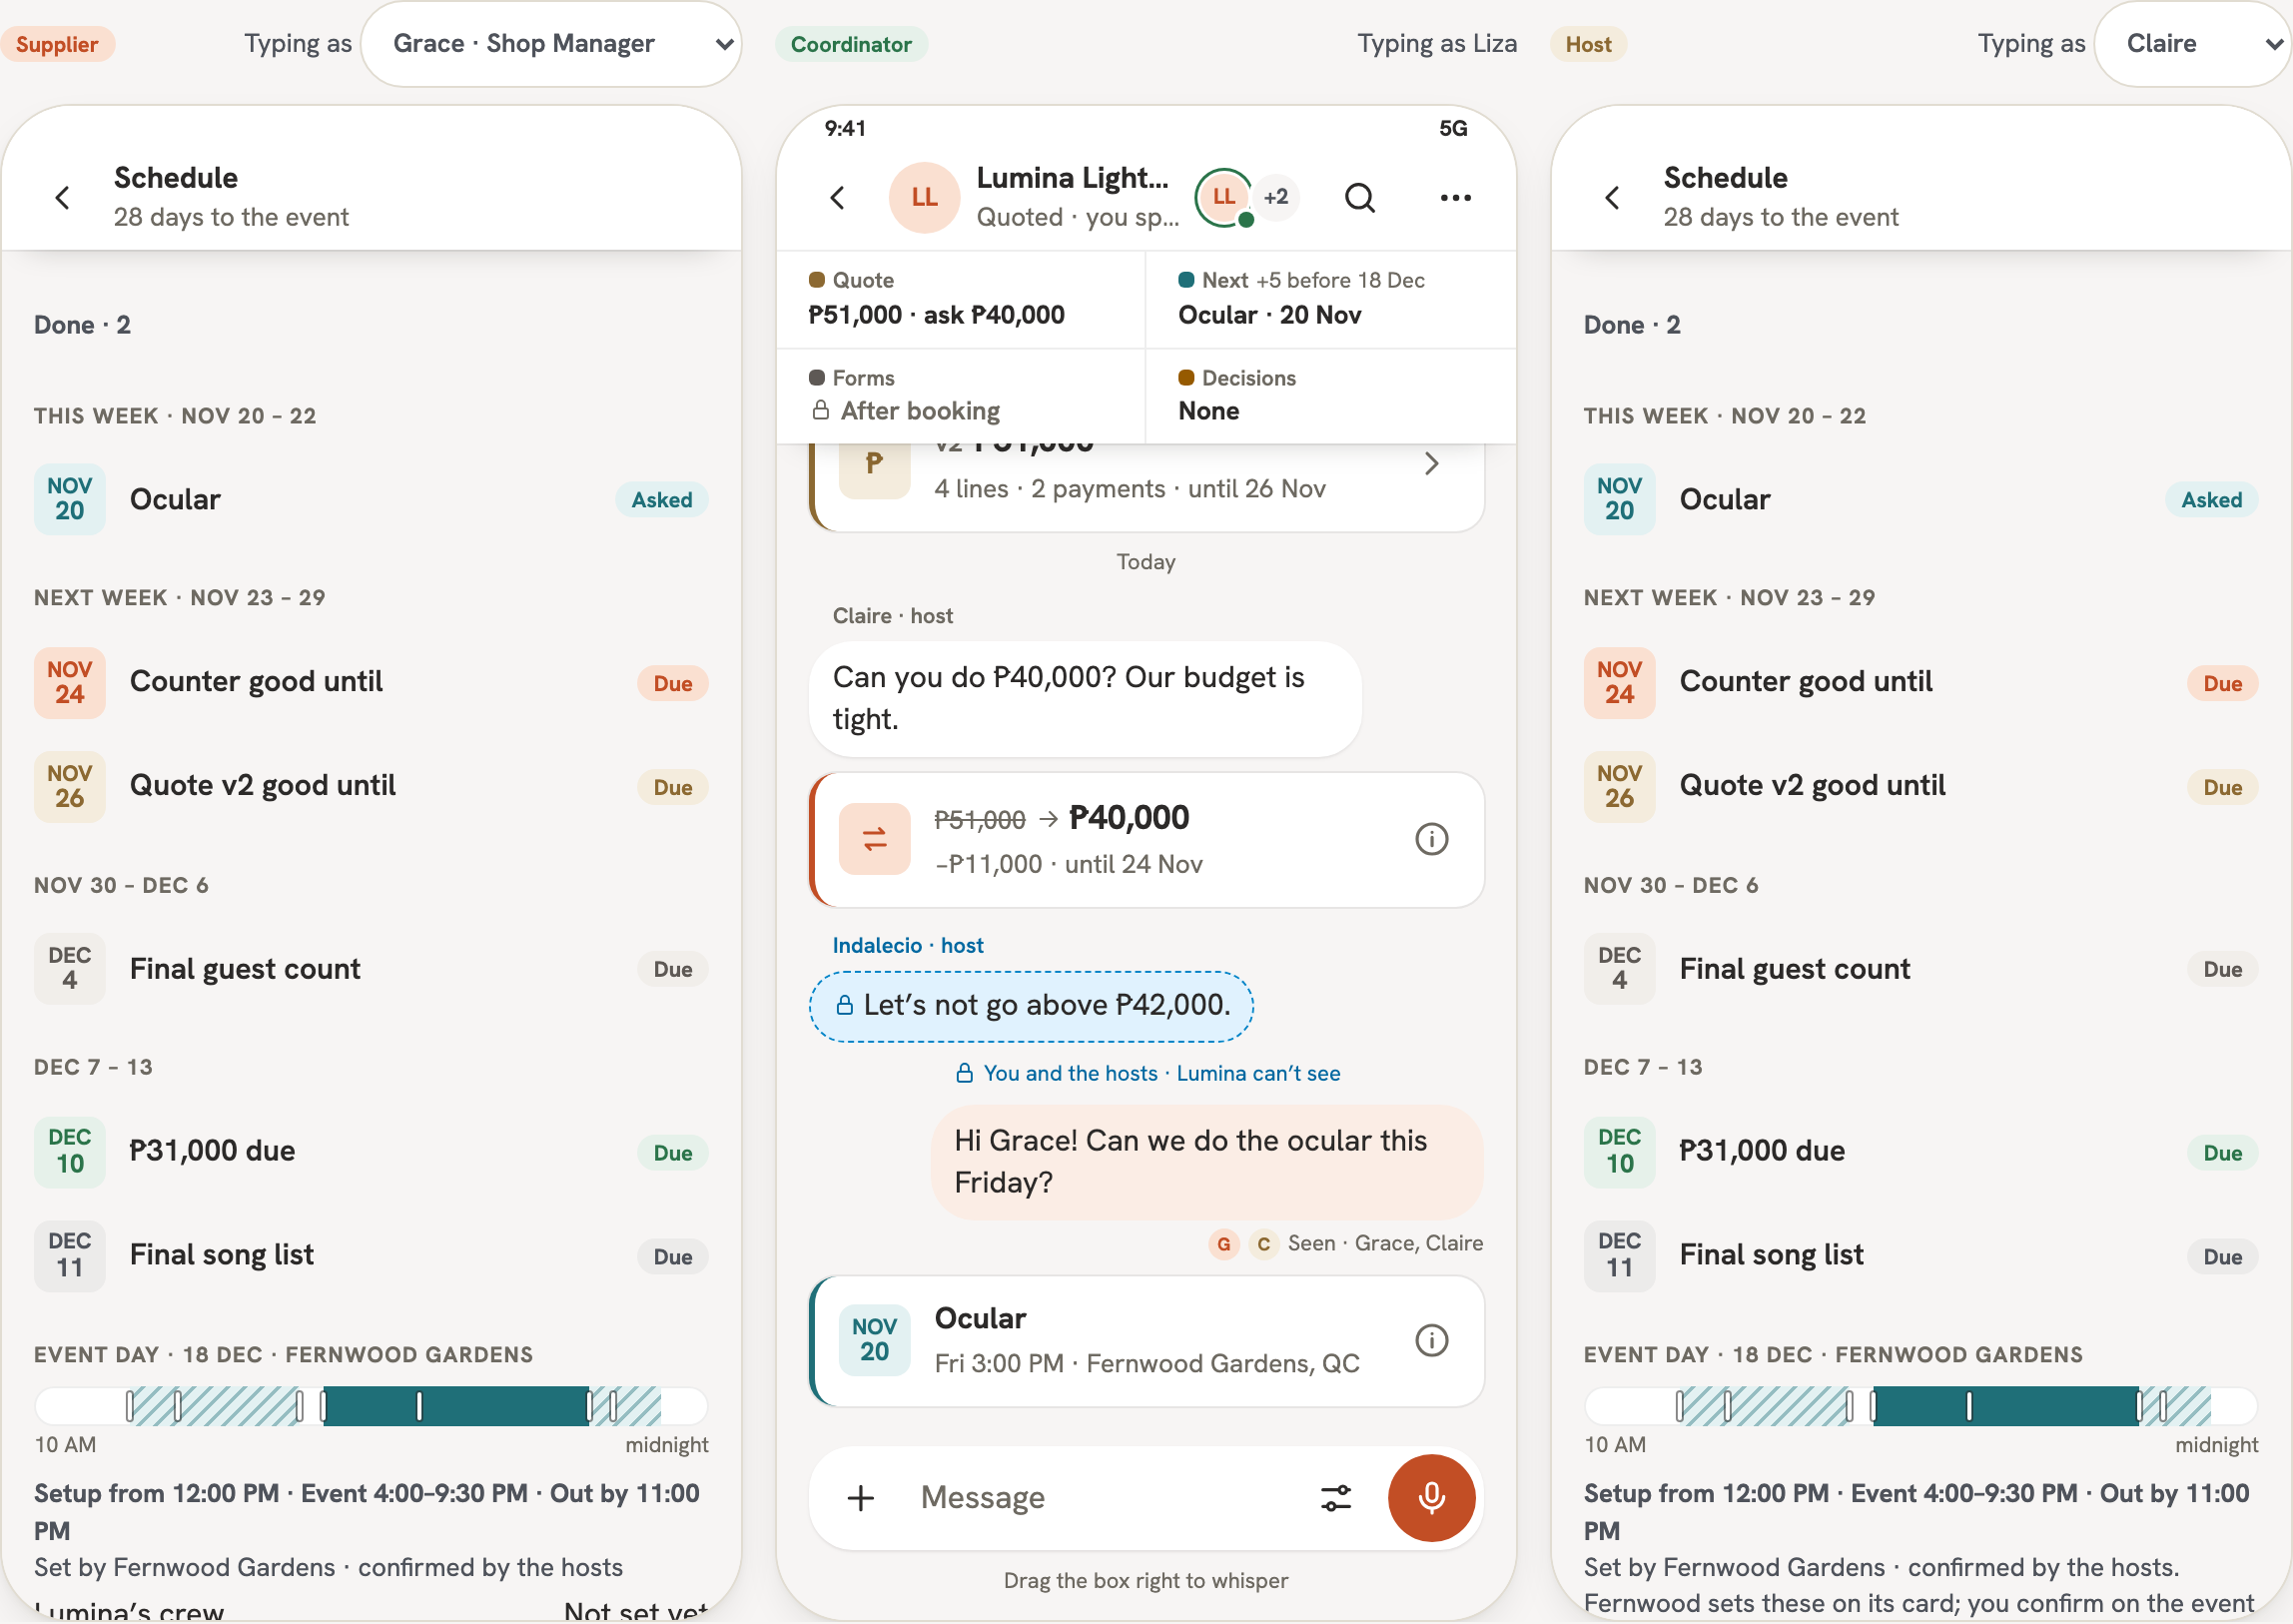 Supplier
Typing as
Grace · Shop Manager
Schedule
28 days to the event
Done · 2
THIS WEEK · NOV 20 – 22
NOV
20
Ocular
Asked
NEXT WEEK · NOV 23 – 29
NOV
24
Counter good until
Due
NOV
26
Quote v2 good until
Due
NOV 30 – DEC 6
DEC
4
Final guest count
Due
DEC 7 – 13
DEC
10
₱31,000 due
Due
DEC
11
Final song list
Due
EVENT DAY · 18 DEC · FERNWOOD GARDENS
10 AM
midnight
Setup from 12:00 PM · Event 4:00–9:30 PM · Out by 11:00
PM
Set by Fernwood Gardens · confirmed by the hosts
Lumina’s crew
Not set yet
Coordinator
Typing as Liza
9:41
5G
LL
Lumina Light...
Quoted · you sp...
LL
+2
Quote
₱51,000 · ask ₱40,000
Next +5 before 18 Dec
Ocular · 20 Nov
Forms
After booking
Decisions
None
₱
v2 ₱51,000
4 lines · 2 payments · until 26 Nov
Today
Claire · host
Can you do ₱40,000? Our budget is
tight.
₱51,000 → ₱40,000
−₱11,000 · until 24 Nov
Indalecio · host
Let’s not go above ₱42,000.
You and the hosts · Lumina can’t see
Hi Grace! Can we do the ocular this
Friday?
G
C
Seen · Grace, Claire
NOV
20
Ocular
Fri 3:00 PM · Fernwood Gardens, QC
Message
Drag the box right to whisper
Host
Typing as
Claire
Schedule
28 days to the event
Done · 2
THIS WEEK · NOV 20 – 22
NOV
20
Ocular
Asked
NEXT WEEK · NOV 23 – 29
NOV
24
Counter good until
Due
NOV
26
Quote v2 good until
Due
NOV 30 – DEC 6
DEC
4
Final guest count
Due
DEC 7 – 13
DEC
10
₱31,000 due
Due
DEC
11
Final song list
Due
EVENT DAY · 18 DEC · FERNWOOD GARDENS
10 AM
midnight
Setup from 12:00 PM · Event 4:00–9:30 PM · Out by 11:00
PM
Set by Fernwood Gardens · confirmed by the hosts.
Fernwood sets these on its card; you confirm on the event